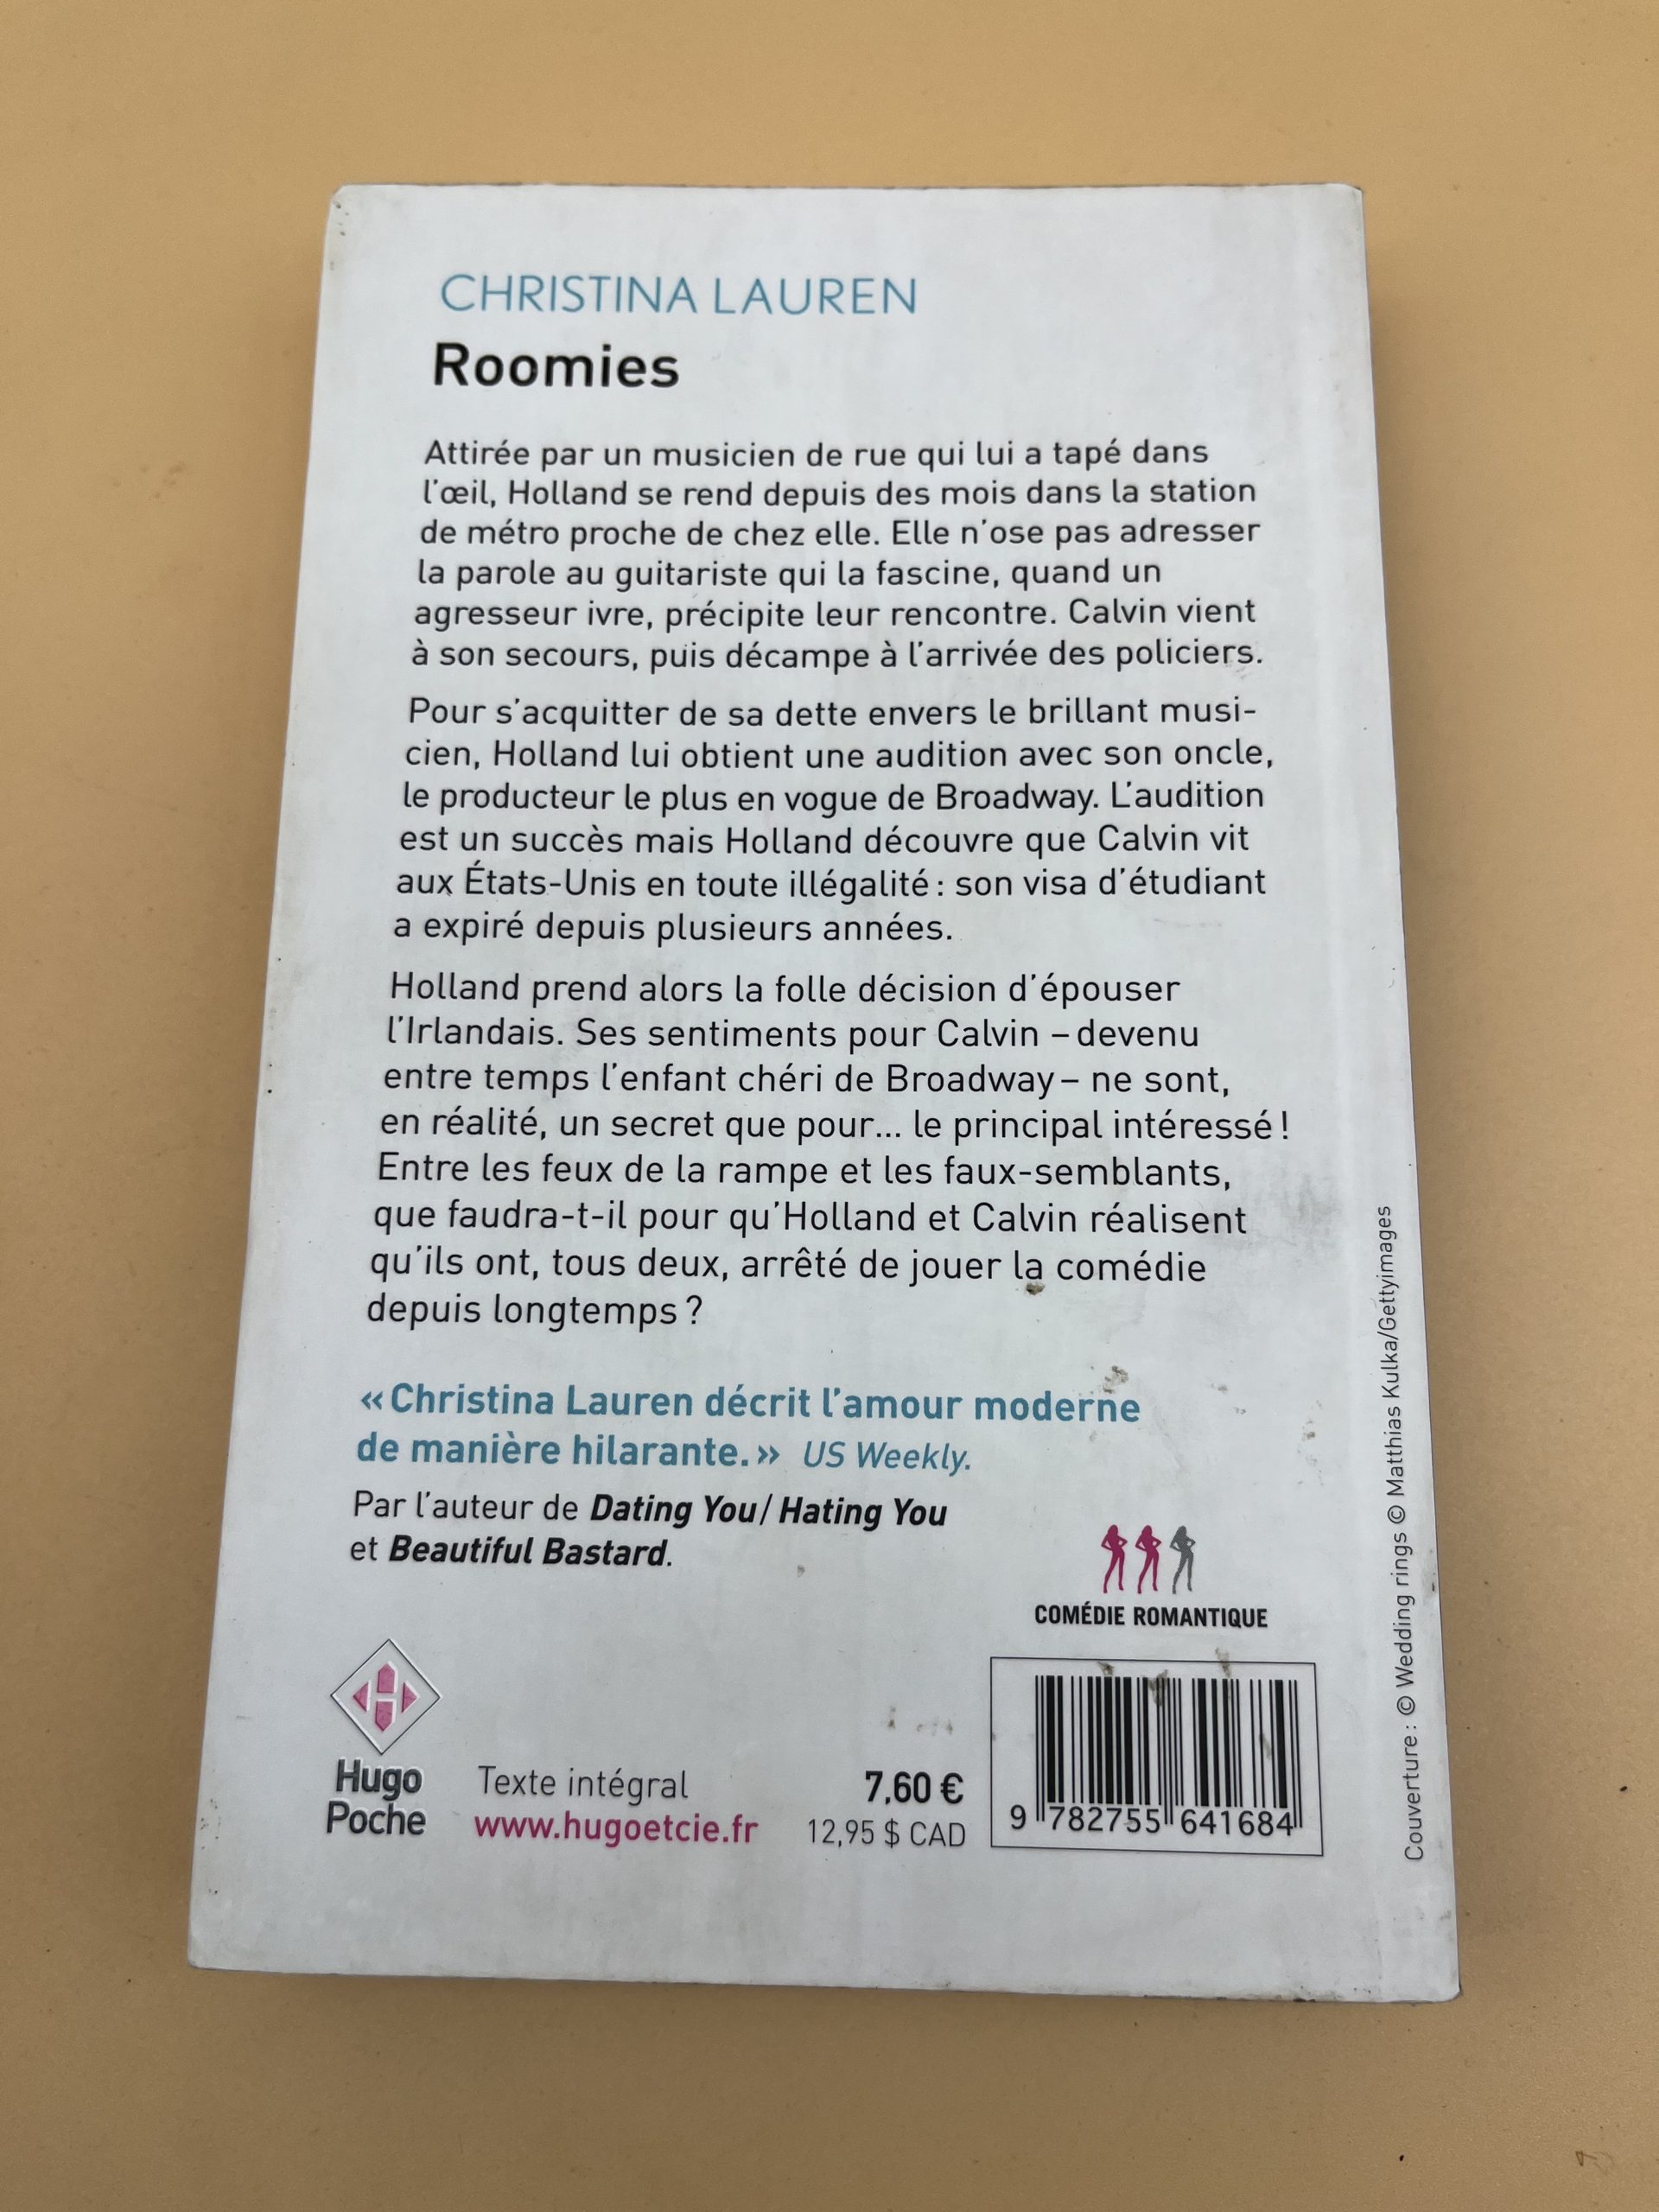 CHRISTINA LAUREN
Roomies
Attirée par un musicien de rue qui lui a tapé dans
l'œil, Holland se rend depuis des mois dans la station
de métro proche de chez elle. Elle n'ose pas adresser
la parole au guitariste qui la fascine, quand un
agresseur ivre, précipite leur rencontre. Calvin vient
à son secours, puis décampe à l'arrivée des policiers.
Pour s'acquitter de sa dette envers le brillant musi-
cien, Holland lui obtient une audition avec son oncle,
le producteur le plus en vogue de Broadway. L'audition
est un succès mais Holland découvre que Calvin vit
aux États-Unis en toute illégalité : son visa d'étudiant
a expiré depuis plusieurs années.
Holland prend alors la folle décision d'épouser
l'Irlandais. Ses sentiments pour Calvin – devenu
entre temps l'enfant chéri de Broadway – ne sont,
en réalité, un secret que pour... le principal intéressé !
Entre les feux de la rampe et les faux-semblants,
que faudra-t-il pour qu'Holland et Calvin réalisent
qu'ils ont, tous deux, arrêté de jouer la comédie
depuis longtemps ?
« Christina Lauren décrit l'amour moderne
de manière hilarante. » US Weekly.
Par l'auteur de Dating You / Hating You
et Beautiful Bastard.
COMÉDIE ROMANTIQUE
Hugo
Poche
Texte intégral
www.hugoetcie.fr
7,60 €
12,95 $ CAD
9 782755 641684
Couverture : © Wedding rings © Matthias Kulka/Gettyimages